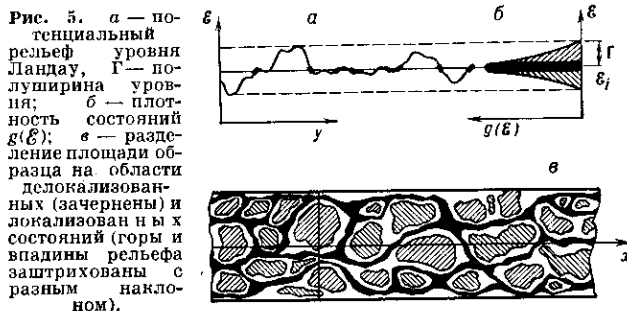 Рис. 5. а — по-
тенциальный
рельеф уровня
Ландау, Г — по-
луширина уров-
ня; б — плот-
ность состояний
g(ℰ); в — разде-
ление площади об-
разца на области
делокализован-
ных (зачернены) и
локализован н ы х
состояний (горы и
впадины рельефа
заштрихованы с
разным накло-
ном).
ℰ
а
б
ℰ
Г
ℰi
y
g(ℰ)
в
x